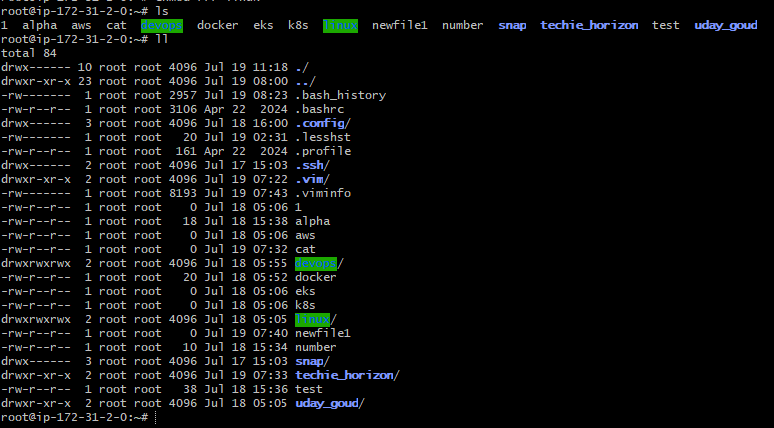 root@ip-172-31-2-0:~# ls
1  alpha  aws  cat  devops  docker  eks  k8s  linux  newfile1  number  snap  techie_horizon  test  uday_goud
root@ip-172-31-2-0:~# ll
total 84
drwx------ 10 root root 4096 Jul 19 11:18 ./
drwxr-xr-x 23 root root 4096 Jul 19 08:00 ../
-rw-------  1 root root 2957 Jul 19 08:23 .bash_history
-rw-r--r--  1 root root 3106 Apr 22  2024 .bashrc
drwx------  3 root root 4096 Jul 18 16:00 .config/
-rw-------  1 root root   20 Jul 19 02:31 .lesshst
-rw-r--r--  1 root root  161 Apr 22  2024 .profile
drwx------  2 root root 4096 Jul 17 15:03 .ssh/
drwxr-xr-x  2 root root 4096 Jul 19 07:22 .vim/
-rw-------  1 root root 8193 Jul 19 07:43 .viminfo
-rw-r--r--  1 root root    0 Jul 18 05:06 1
-rw-r--r--  1 root root   18 Jul 18 15:38 alpha
-rw-r--r--  1 root root    0 Jul 18 05:06 aws
-rw-r--r--  1 root root    0 Jul 19 07:32 cat
drwxrwxrwx  2 root root 4096 Jul 18 05:55 devops/
-rw-r--r--  1 root root   20 Jul 18 05:52 docker
-rw-r--r--  1 root root    0 Jul 18 05:06 eks
-rw-r--r--  1 root root    0 Jul 18 05:06 k8s
drwxrwxrwx  2 root root 4096 Jul 18 05:05 linux/
-rw-r--r--  1 root root    0 Jul 19 07:40 newfile1
-rw-r--r--  1 root root   10 Jul 18 15:34 number
drwx------  3 root root 4096 Jul 17 15:03 snap/
drwxr-xr-x  2 root root 4096 Jul 19 07:33 techie_horizon/
-rw-r--r--  1 root root   38 Jul 18 15:36 test
drwxr-xr-x  2 root root 4096 Jul 18 05:05 uday_goud/
root@ip-172-31-2-0:~#